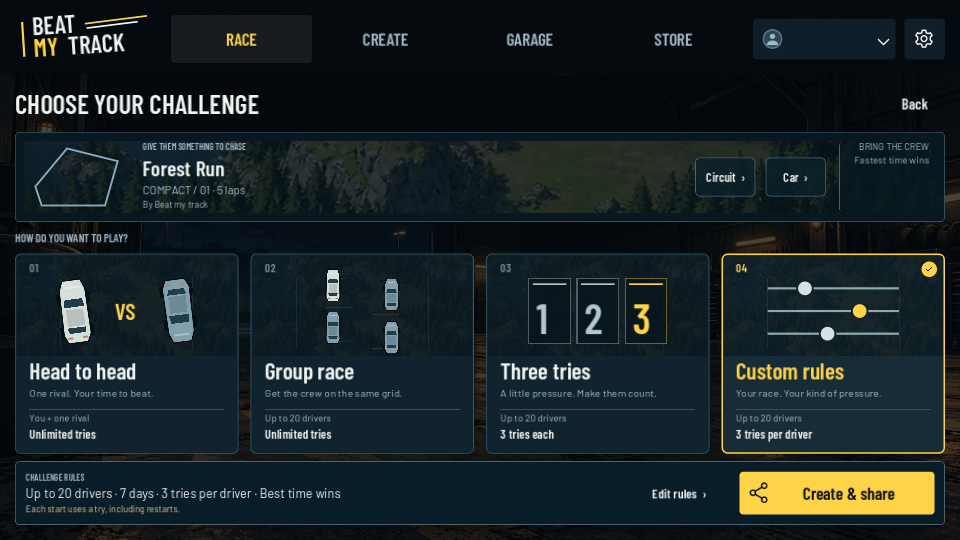 BEAT
MY TRACK
RACE
CREATE
GARAGE
STORE
CHOOSE YOUR CHALLENGE
Back
GIVE THEM SOMETHING TO CHASE
Forest Run
COMPACT / 01 · 5 laps
By Beat my track
Circuit ›
Car ›
BRING THE CREW
Fastest time wins
HOW DO YOU WANT TO PLAY?
01
VS
Head to head
One rival. Your time to beat.
You + one rival
Unlimited tries
02
Group race
Get the crew on the same grid.
Up to 20 drivers
Unlimited tries
03
1 2 3
Three tries
A little pressure. Make them count.
Up to 20 drivers
3 tries each
04
Custom rules
Your race. Your kind of pressure.
Up to 20 drivers
3 tries per driver
CHALLENGE RULES
Up to 20 drivers · 7 days · 3 tries per driver · Best time wins
Each start uses a try, including restarts.
Edit rules ›
Create & share